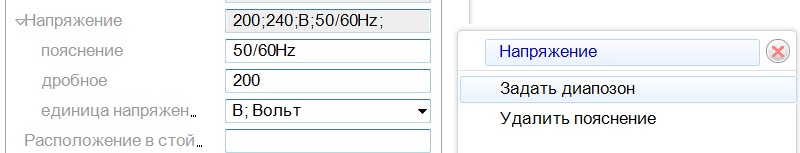 Напряжение 200;240;В;50/60Hz;
пояснение 50/60Hz
дробное 200
единица напряжен... В; Вольт
Расположение в стой...
Напряжение
Задать диапозон
Удалить пояснение